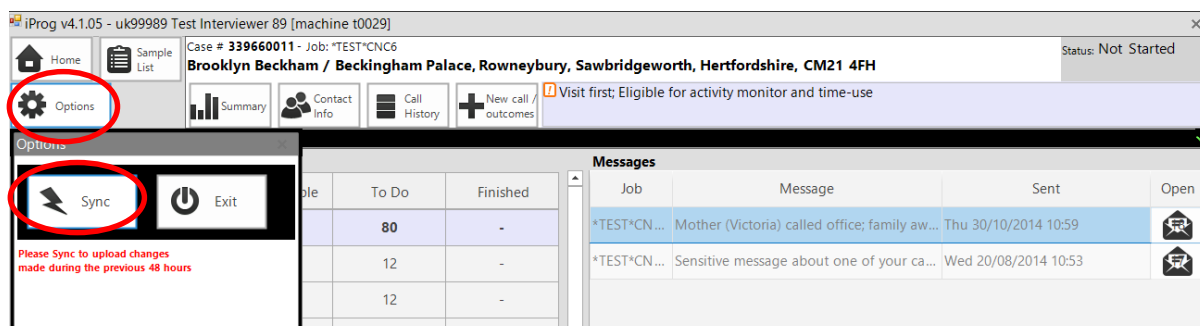 iProg v4.1.05 - uk99989 Test Interviewer 89 [machine t0029]
Home
Sample List
Case # 339660011 - Job: *TEST*CNC6
Status: Not Started
Brooklyn Beckham / Beckingham Palace, Rowneybury, Sawbridgeworth, Hertfordshire, CM21 4FH
Options
Summary
Contact Info
Call History
New call / outcomes
Visit first; Eligible for activity monitor and time-use
Options
Messages
Sync
Exit
Please Sync to upload changes
made during the previous 48 hours
To Do Finished
80 -
12 -
12 -
Job Message Sent Open
*TEST*CN... Mother (Victoria) called office; family aw... Thu 30/10/2014 10:59
*TEST*CN... Sensitive message about one of your ca... Wed 20/08/2014 10:53